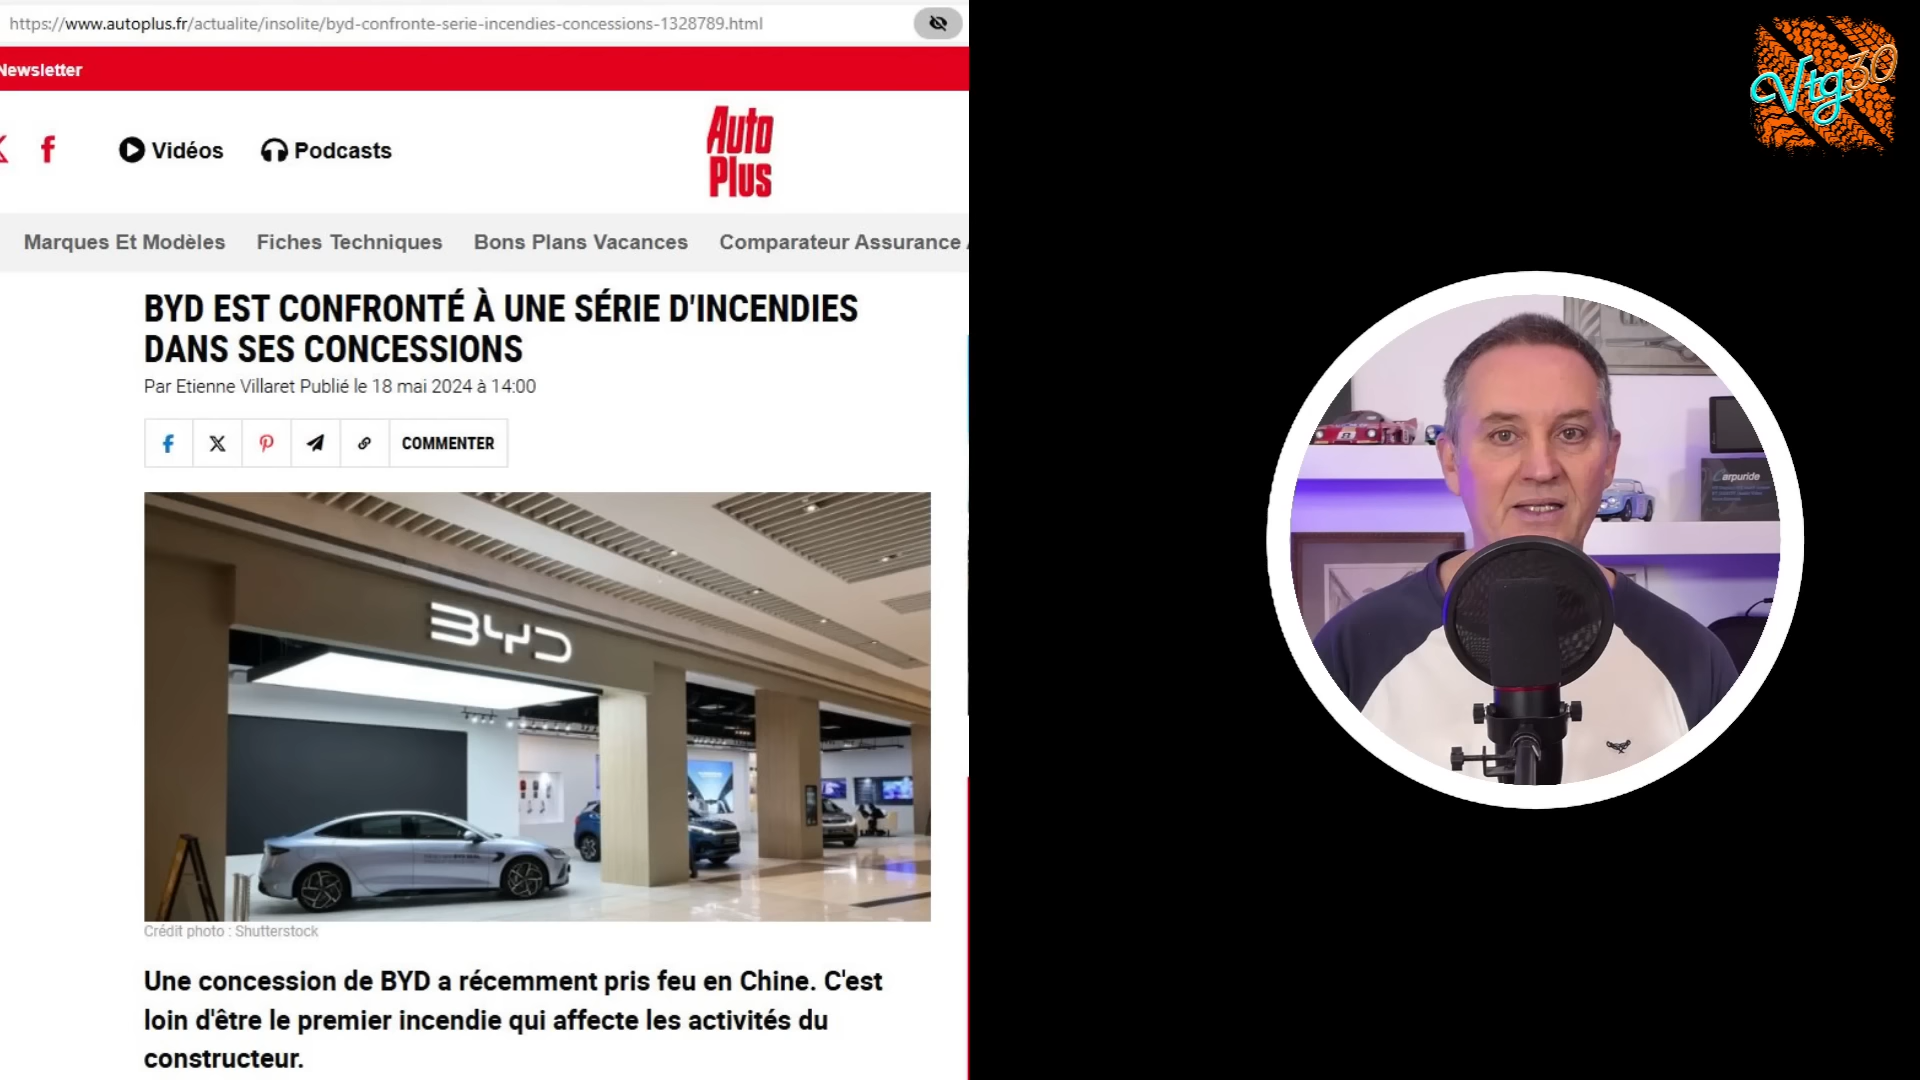 https://www.autoplus.fr/actualite/insolite/byd-confronte-serie-incendies-concessions-1328789.html
Newsletter
Vidéos
Podcasts
Auto
Plus
Marques Et Modèles
Fiches Techniques
Bons Plans Vacances
Comparateur Assurance
BYD EST CONFRONTÉ À UNE SÉRIE D'INCENDIES
DANS SES CONCESSIONS
Par Etienne Villaret Publié le 18 mai 2024 à 14:00
COMMENTER
BYD
Crédit photo : Shutterstock
Une concession de BYD a récemment pris feu en Chine. C'est
loin d'être le premier incendie qui affecte les activités du
constructeur.
Vtg30
Carpuride